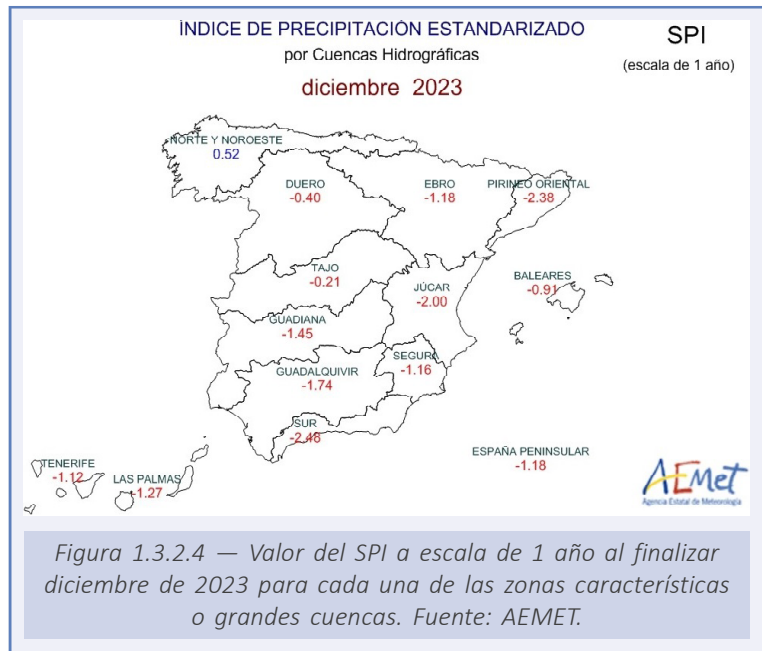 ÍNDICE DE PRECIPITACIÓN ESTANDARIZADO
por Cuencas Hidrográficas
diciembre 2023
SPI
(escala de 1 año)
NORTE Y NOROESTE
0.52
DUERO
-0.40
EBRO
-1.18
PIRINEO ORIENTAL
-2.38
TAJO
-0.21
JÚCAR
-2.00
BALEARES
-0.91
GUADIANA
-1.45
SEGURA
-1.16
GUADALQUIVIR
-1.74
SUR
-2.48
ESPAÑA PENINSULAR
-1.18
TENERIFE
-1.12
LAS PALMAS
-1.27
AEMet
Agencia Estatal de Meteorología
Figura 1.3.2.4 — Valor del SPI a escala de 1 año al finalizar
diciembre de 2023 para cada una de las zonas características
o grandes cuencas. Fuente: AEMET.